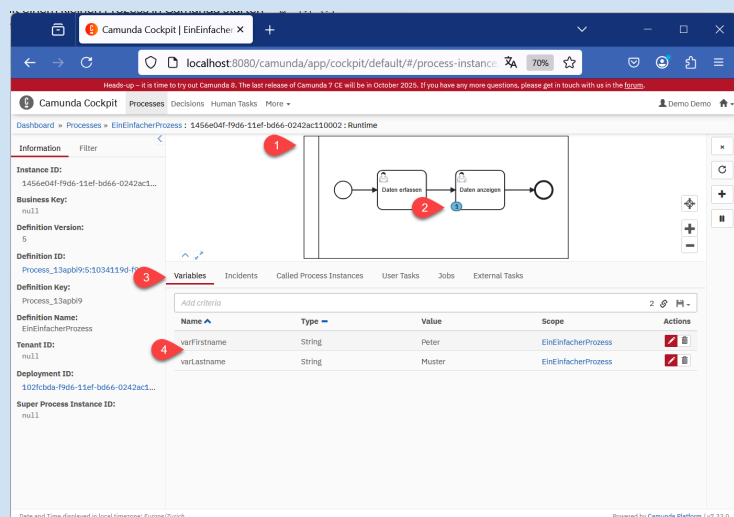 Camunda Cockpit | EinEinfacher
localhost:8080/camunda/app/cockpit/default/#/process-instance
70%
Heads-up – it is time to try out Camunda 8. The last release of Camunda 7 CE will be in October 2025. If you have any more questions, please get in touch with us in the forum.
Camunda Cockpit Processes Decisions Human Tasks More Demo Demo
Dashboard » Processes » EinEinfacherProzess : 1456e04f-f9d6-11ef-bd66-0242ac110002 : Runtime
Information Filter
Instance ID:
1456e04f-f9d6-11ef-bd66-0242ac1...
Business Key:
null
Definition Version:
5
Definition ID:
Process_13apbi9:5:1034119d-f9
Definition Key:
Process_13apbi9
Definition Name:
EinEinfacherProzess
Tenant ID:
null
Deployment ID:
102fcbda-f9d6-11ef-bd66-0242ac1...
Super Process Instance ID:
null
1
Daten erfassen
Daten anzeigen
2
1
3
Variables Incidents Called Process Instances User Tasks Jobs External Tasks
Add criteria 2
Name Type Value Scope Actions
4
varFirstname String Peter EinEinfacherProzess
varLastname String Muster EinEinfacherProzess
Date and Time displayed in local timezone: Europe/Zurich
Powered by Camunda Platform / v7.22.0